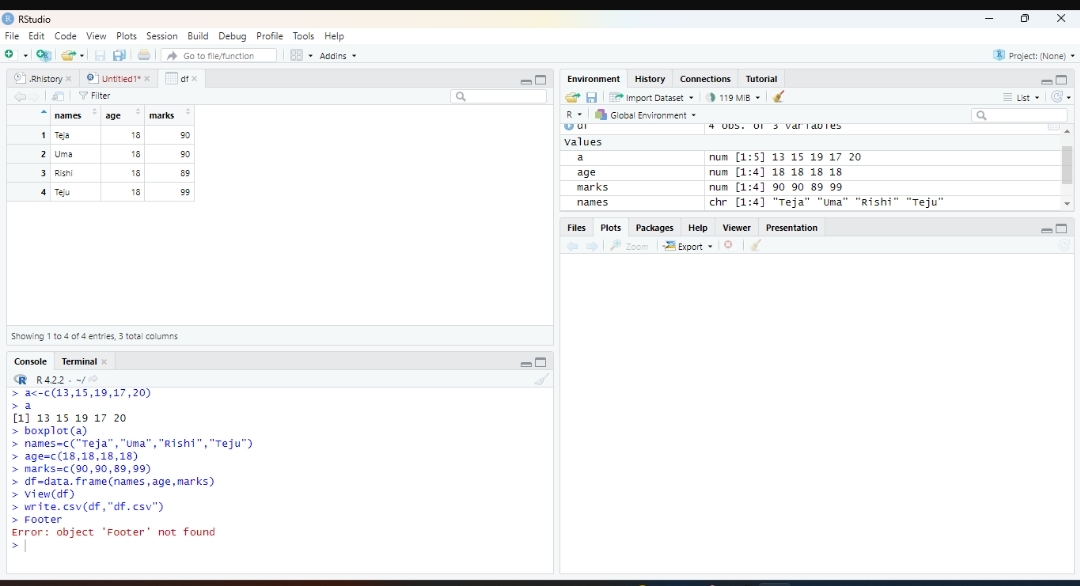 RStudio
File Edit Code View Plots Session Build Debug Profile Tools Help
Go to file/function Addins Project: (None)
.Rhistory Untitled1* df
Filter
names age marks
1 Teja 18 90
2 Uma 18 90
3 Rishi 18 89
4 Teju 18 99
Showing 1 to 4 of 4 entries, 3 total columns
Console Terminal
R 4.2.2 · ~/
> a<-c(13,15,19,17,20)
> a
[1] 13 15 19 17 20
> boxplot(a)
> names=c("Teja","Uma","Rishi","Teju")
> age=c(18,18,18,18)
> marks=c(90,90,89,99)
> df=data.frame(names,age,marks)
> View(df)
> write.csv(df,"df.csv")
> Footer
Error: object 'Footer' not found
>
Environment History Connections Tutorial
Import Dataset 119 MiB List
R Global Environment
df 4 obs. of 3 variables
Values
a num [1:5] 13 15 19 17 20
age num [1:4] 18 18 18 18
marks num [1:4] 90 90 89 99
names chr [1:4] "Teja" "Uma" "Rishi" "Teju"
Files Plots Packages Help Viewer Presentation
Zoom Export